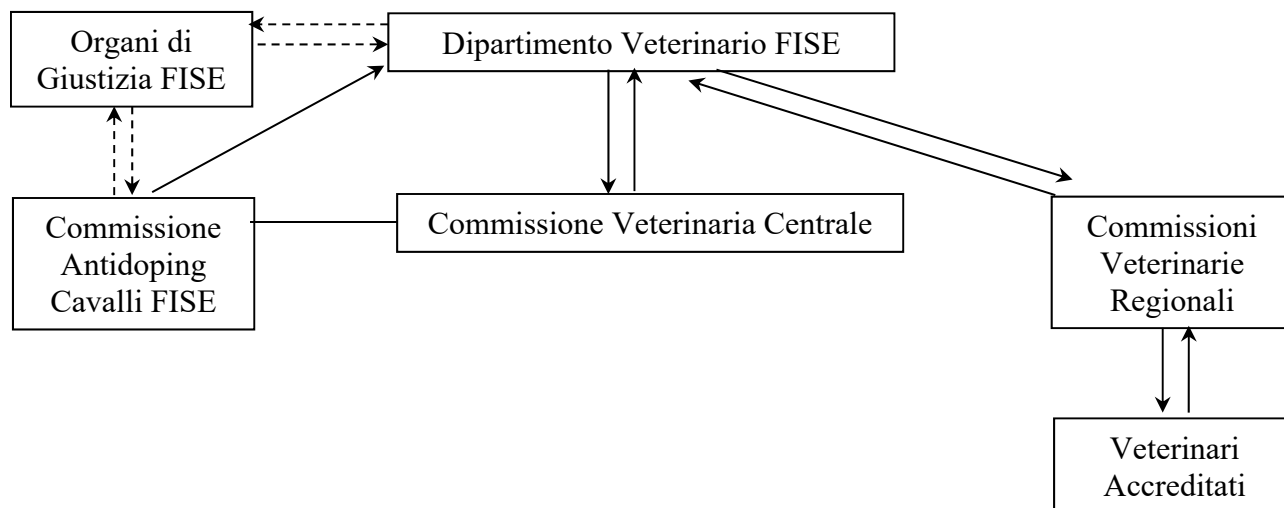 Organi di
Giustizia FISE
Dipartimento Veterinario FISE
Commissione
Antidoping
Cavalli FISE
Commissione Veterinaria Centrale
Commissioni
Veterinarie
Regionali
Veterinari
Accreditati